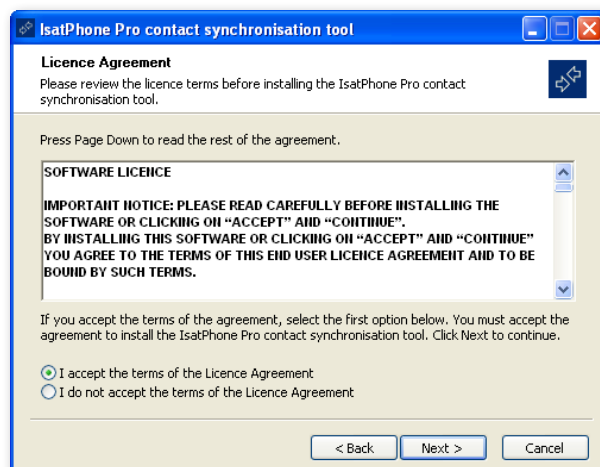 IsatPhone Pro contact synchronisation tool
Licence Agreement
Please review the licence terms before installing the IsatPhone Pro contact
synchronisation tool.
Press Page Down to read the rest of the agreement.
SOFTWARE LICENCE
IMPORTANT NOTICE: PLEASE READ CAREFULLY BEFORE INSTALLING THE
SOFTWARE OR CLICKING ON “ACCEPT” AND “CONTINUE”.
BY INSTALLING THIS SOFTWARE OR CLICKING ON “ACCEPT” AND “CONTINUE”
YOU AGREE TO THE TERMS OF THIS END USER LICENCE AGREEMENT AND TO BE
BOUND BY SUCH TERMS.
If you accept the terms of the agreement, select the first option below. You must accept the
agreement to install the IsatPhone Pro contact synchronisation tool. Click Next to continue.
I accept the terms of the Licence Agreement
I do not accept the terms of the Licence Agreement
< Back Next > Cancel